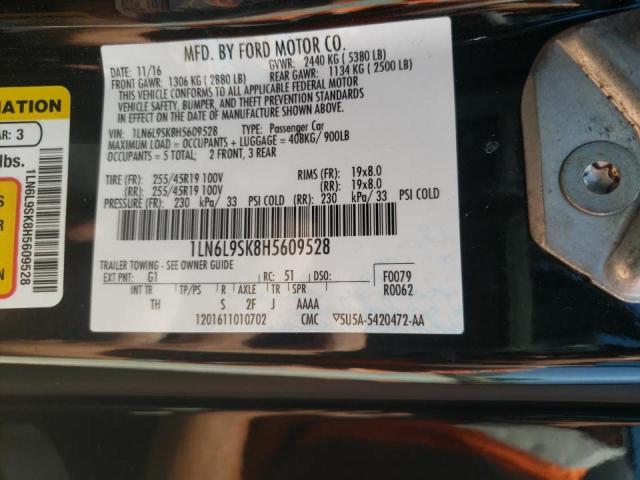 MFD. BY FORD MOTOR CO.
DATE: 11/16 GVWR: 2440 KG ( 5380 LB)
FRONT GAWR: 1306 KG ( 2880 LB) REAR GAWR: 1134 KG ( 2500 LB)
THIS VEHICLE CONFORMS TO ALL APPLICABLE FEDERAL MOTOR
VEHICLE SAFETY, BUMPER, AND THEFT PREVENTION STANDARDS
IN EFFECT ON THE DATE OF MANUFACTURE SHOWN ABOVE.
VIN: 1LN6L9SK8H5609528 TYPE: Passenger Car
MAXIMUM LOAD = OCCUPANTS + LUGGAGE = 408KG/ 900LB
OCCUPANTS = 5 TOTAL: 2 FRONT, 3 REAR
TIRE (FR): 255/45R19 100V RIMS (FR): 19x8.0
(RR): 255/45R19 100V (RR): 19x8.0
PRESSURE (FR): 230 kPa/ 33 PSI COLD (RR): 230 kPa/ 33 PSI COLD
1LN6L9SK8H5609528
TRAILER TOWING - SEE OWNER GUIDE
EXT PNT: G1 RC: 51 DSO: F0079
INT TR TP/PS R AXLE TR SPR R0062
TH S 2F J AAAA
1201611010702 CMC ▽5U5A-5420472-AA
MATION
AR: 3
lbs.
1LN6L9SK8H5609528